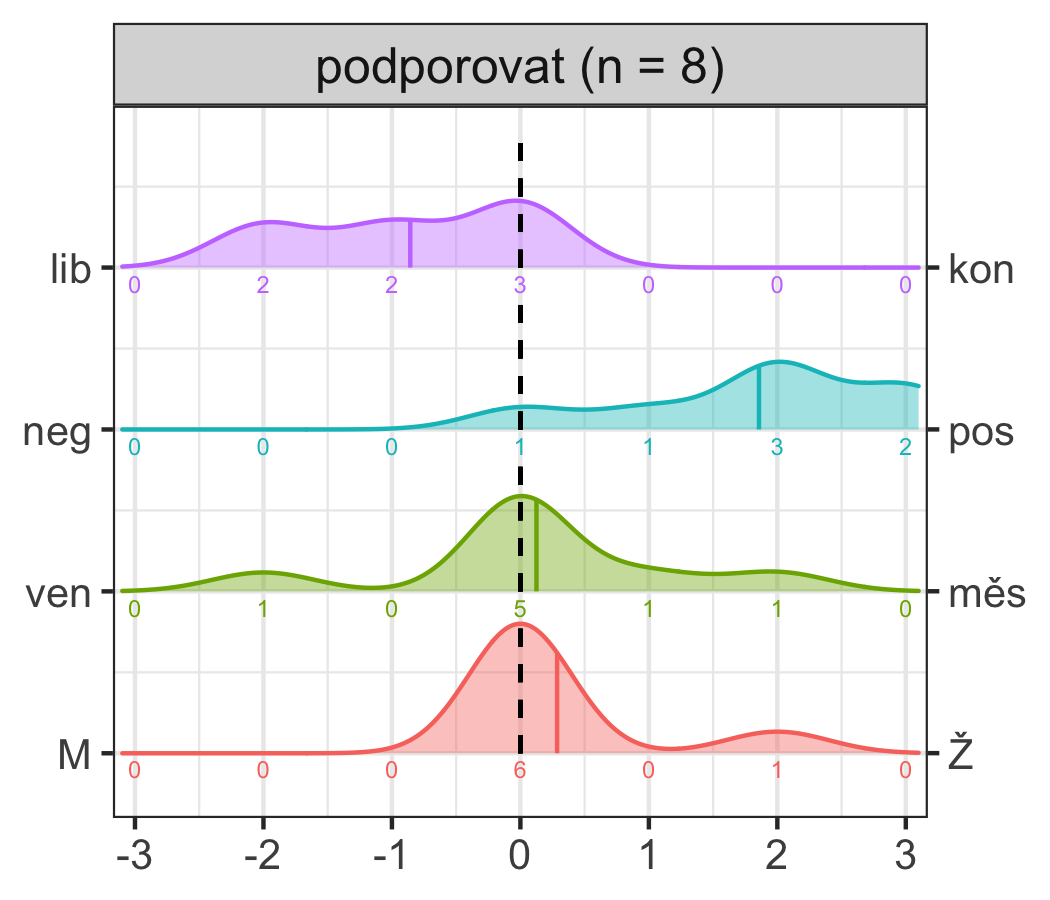 podporovat (n = 8)
lib kon
0 2 2 3 0 0 0
neg pos
0 0 0 1 1 3 2
ven měs
0 1 0 5 1 1 0
M Ž
0 0 0 6 0 1 0
-3 -2 -1 0 1 2 3